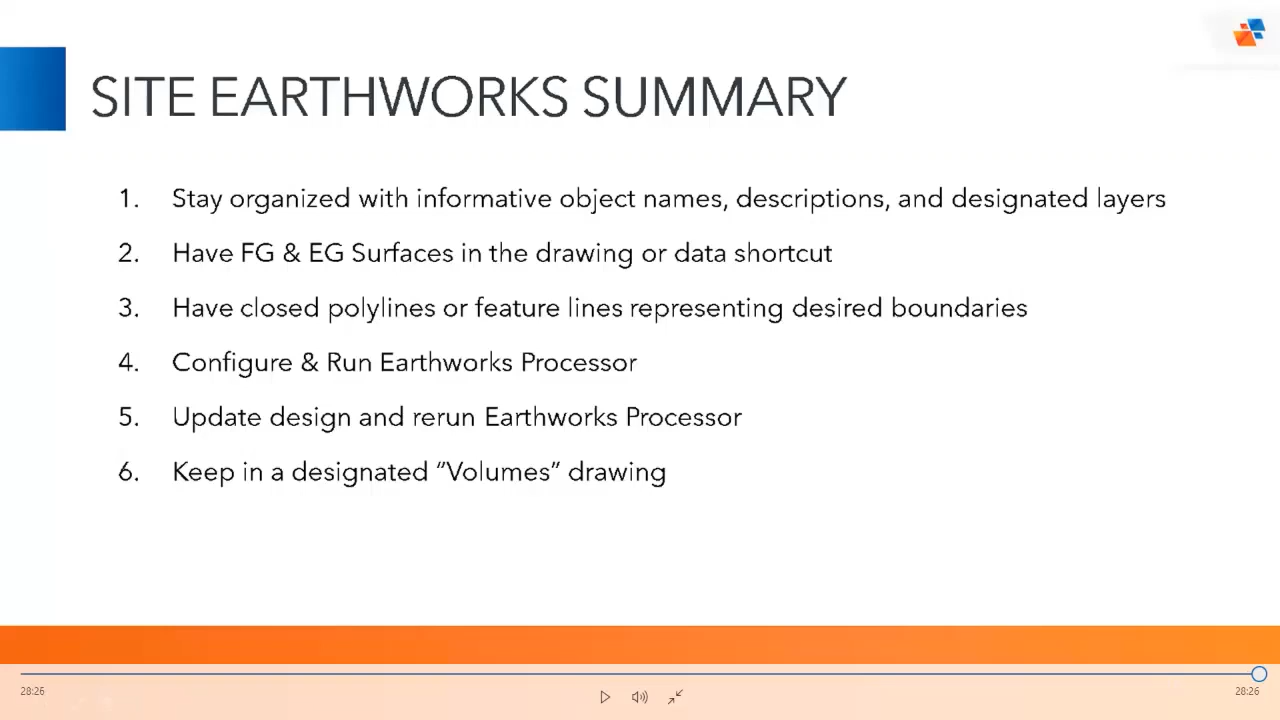 SITE EARTHWORKS SUMMARY
1. Stay organized with informative object names, descriptions, and designated layers
2. Have FG & EG Surfaces in the drawing or data shortcut
3. Have closed polylines or feature lines representing desired boundaries
4. Configure & Run Earthworks Processor
5. Update design and rerun Earthworks Processor
6. Keep in a designated “Volumes” drawing
28:26
28:26